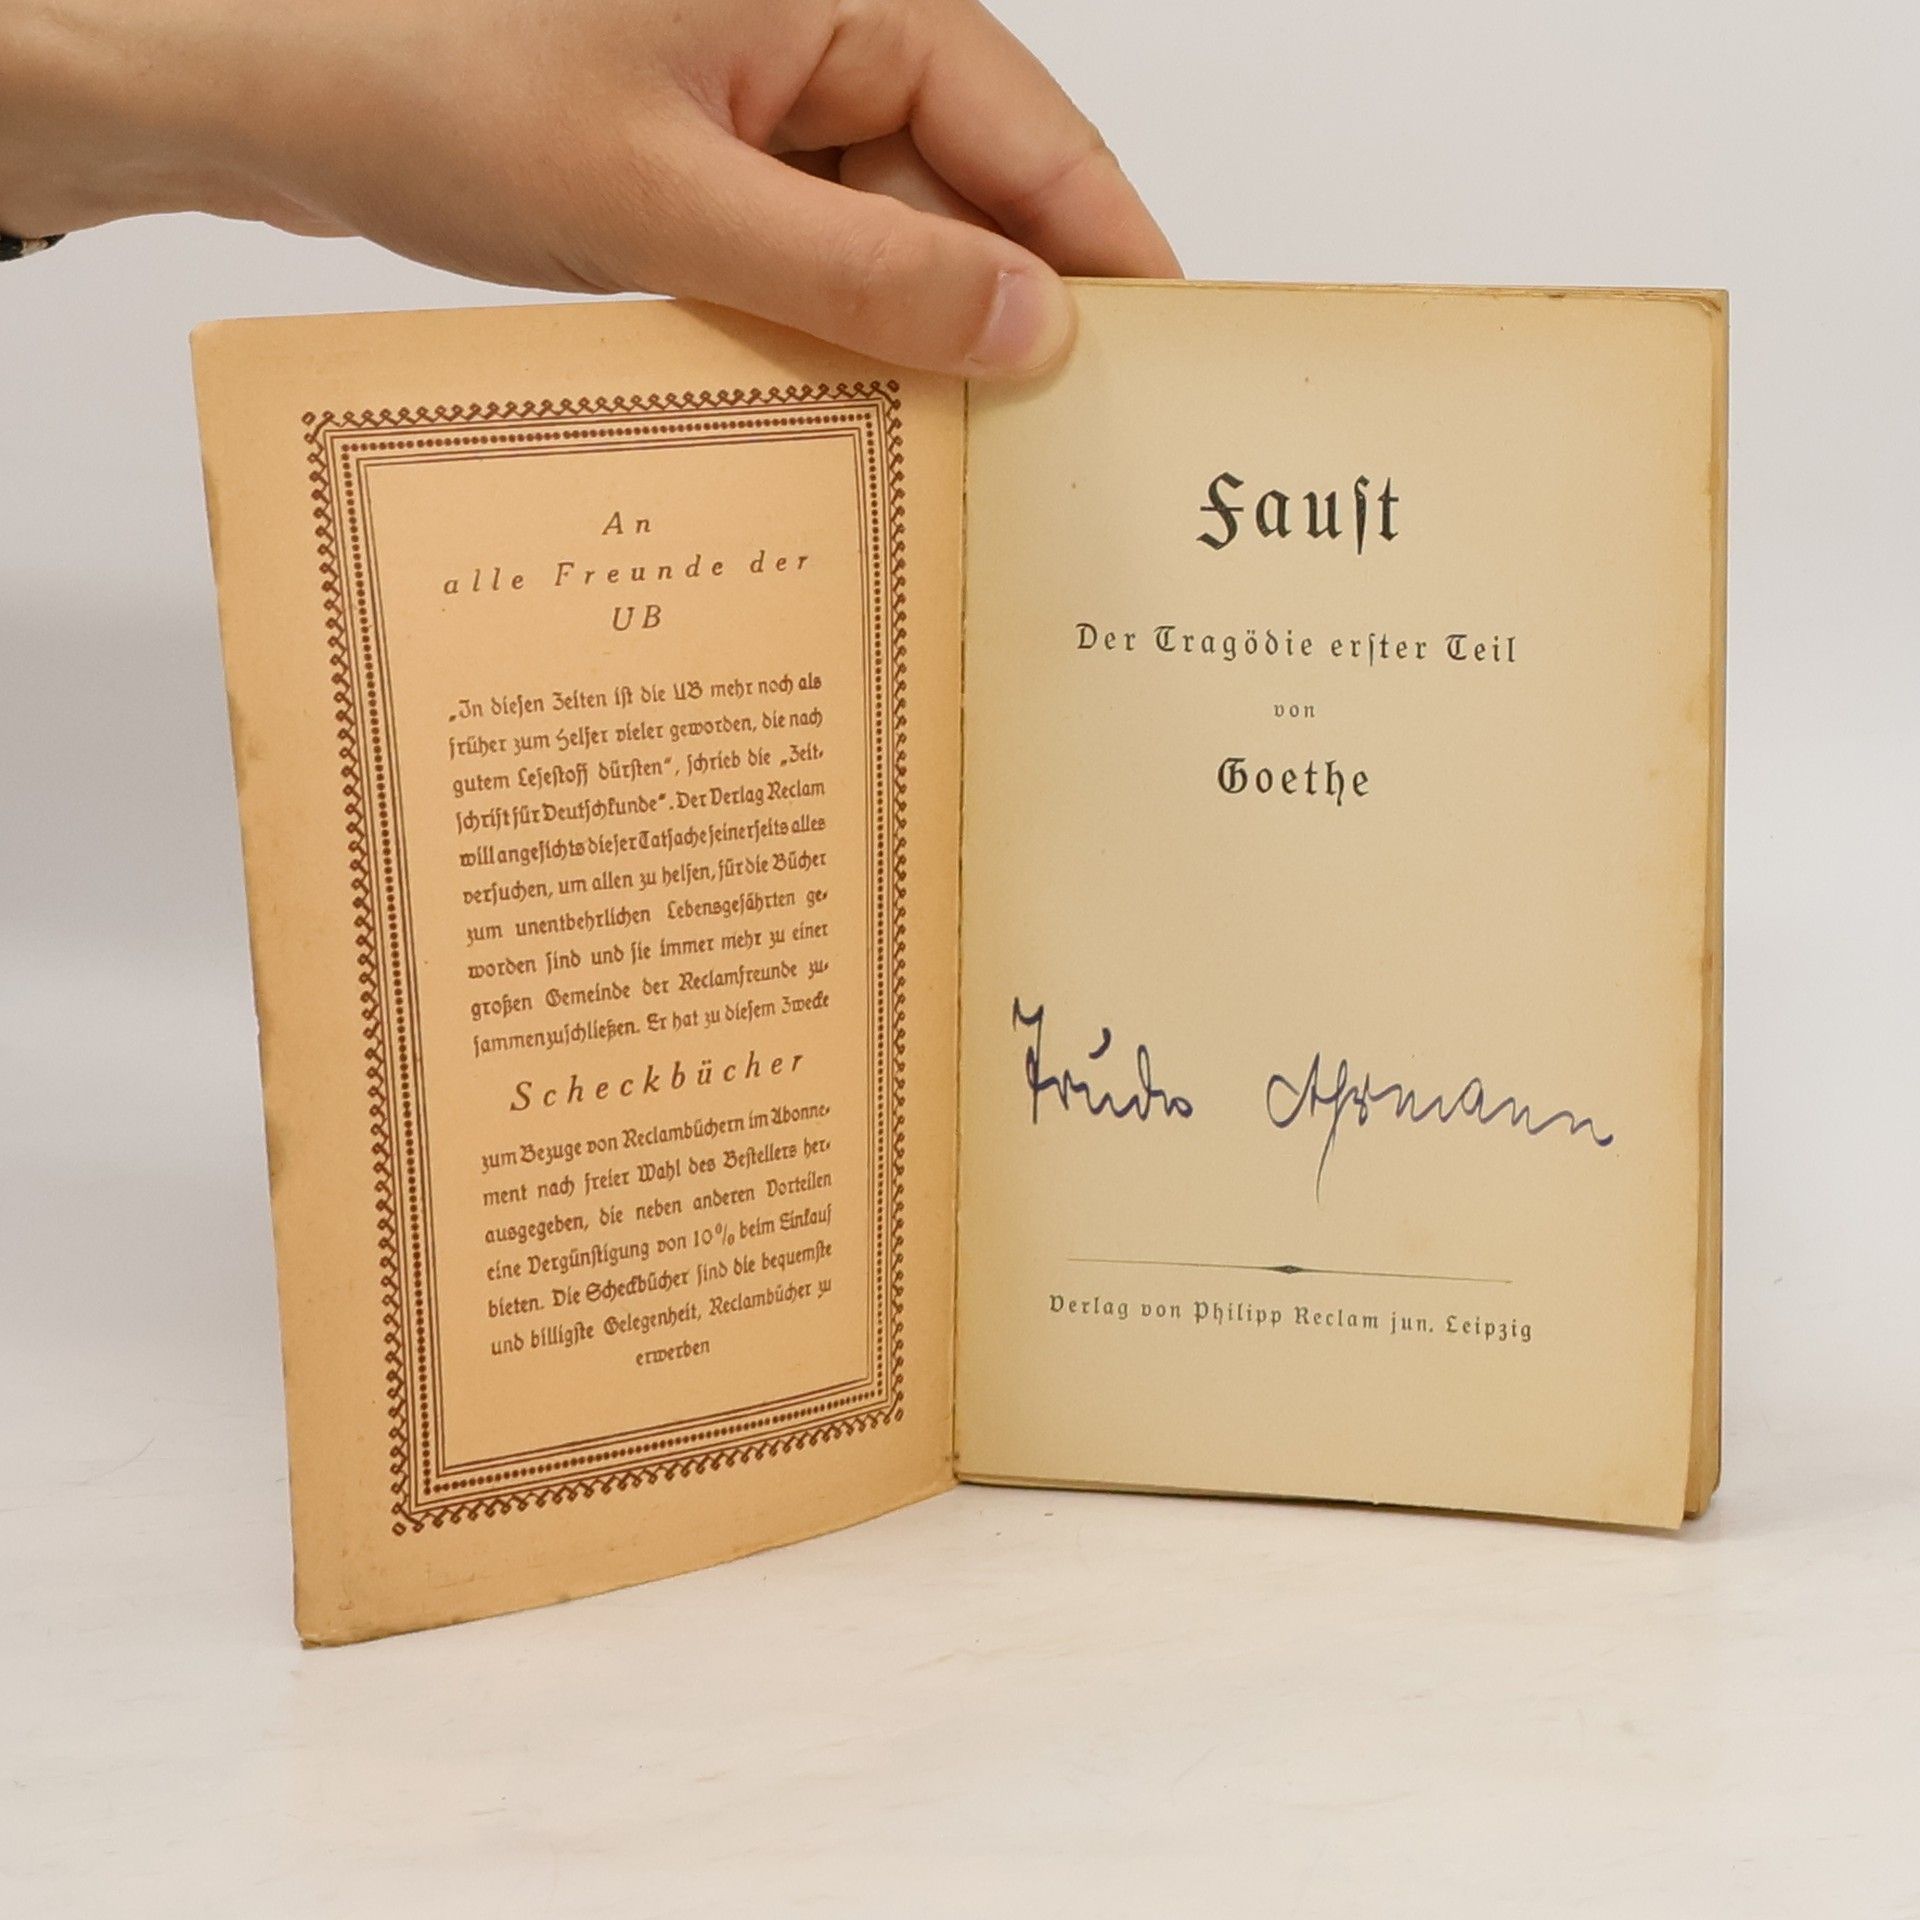 An
alle Freunde der
UB
„In diesen Zeiten ist die UB mehr noch als
früher zum Helfer vieler geworden, die nach
gutem Lesestoff dürsten“, schrieb die „Zeit-
schrift für Deutschkunde“. Der Verlag Reclam
will angesichts dieser Tatsache seinerseits alles
versuchen, um allen zu helfen, für die Bücher
zum unentbehrlichen Lebensgefährten ge-
worden sind und sie immer mehr zu einer
großen Gemeinde der Reclamfreunde zu-
sammenzuschließen. Er hat zu diesem Zwecke
Scheckbücher
zum Bezuge von Reclambüchern im Abonne-
ment nach freier Wahl des Bestellers her-
ausgegeben, die neben anderen Vorteilen
eine Vergünstigung von 10% beim Einkauf
bieten. Die Scheckbücher sind die bequemste
und billigste Gelegenheit, Reclambücher zu
erwerben
Faust
Der Tragödie erster Teil
von
Goethe
Verlag von Philipp Reclam jun. Leipzig